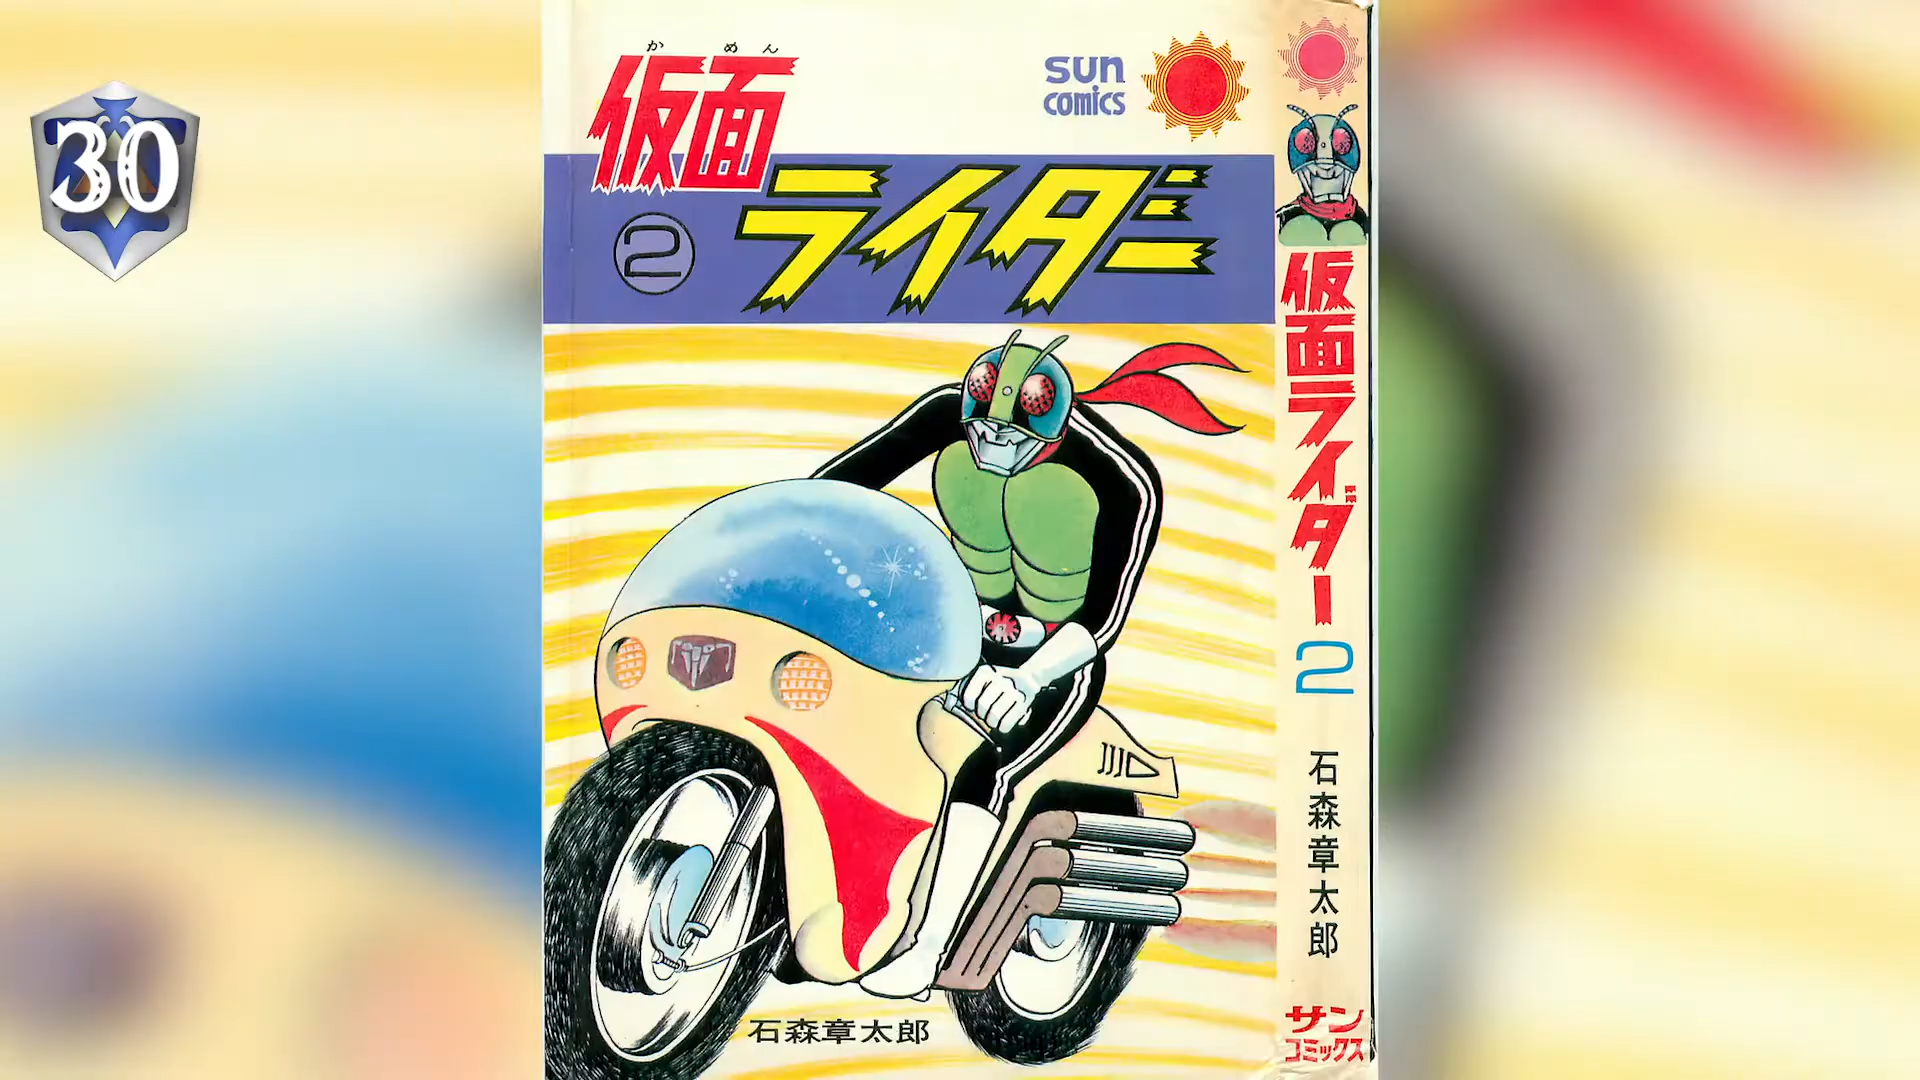 30
かめん
仮面
ライダー
②
sun
comics
石森章太郎
仮面ライダー
2
石森章太郎
サン
コミックス